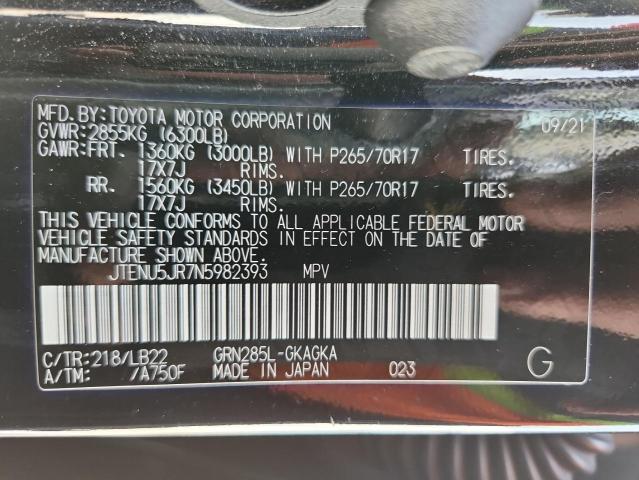 MFD.BY:TOYOTA MOTOR CORPORATION 09/21
GVWR:2855KG (6300LB)
GAWR:FRT. 1360KG (3000LB) WITH P265/70R17 TIRES.
17X7J RIMS.
RR. 1560KG (3450LB) WITH P265/70R17 TIRES.
17X7J RIMS.
THIS VEHICLE CONFORMS TO ALL APPLICABLE FEDERAL MOTOR
VEHICLE SAFETY STANDARDS IN EFFECT ON THE DATE OF
MANUFACTURE SHOWN ABOVE.
JTENU5JR7N5982393 MPV
C/TR:218/LB22 GRN285L-GKAGKA
A/TM: /A750F MADE IN JAPAN 023 G